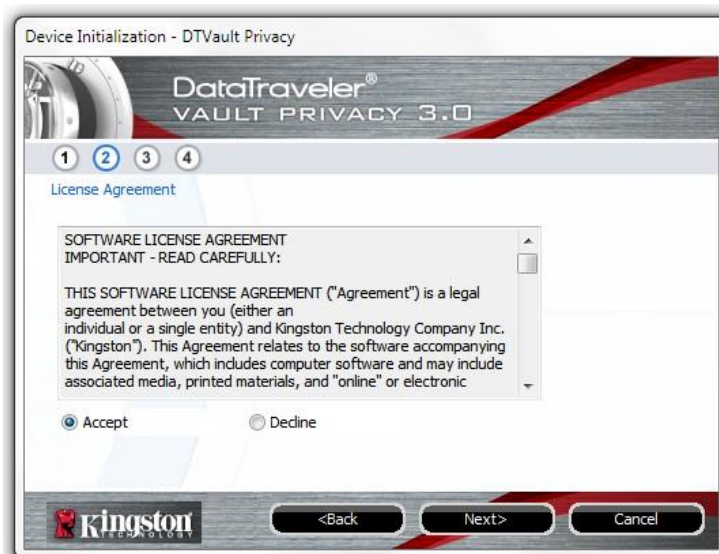 Device Initialization - DTVault Privacy
DataTraveler®
VAULT PRIVACY 3.0
1 2 3 4
License Agreement
SOFTWARE LICENSE AGREEMENT
IMPORTANT - READ CAREFULLY:
THIS SOFTWARE LICENSE AGREEMENT ("Agreement") is a legal
agreement between you (either an
individual or a single entity) and Kingston Technology Company Inc.
("Kingston"). This Agreement relates to the software accompanying
this Agreement, which includes computer software and may include
associated media, printed materials, and "online" or electronic
Accept Decline
Kingston
TECHNOLOGY
<Back Next> Cancel